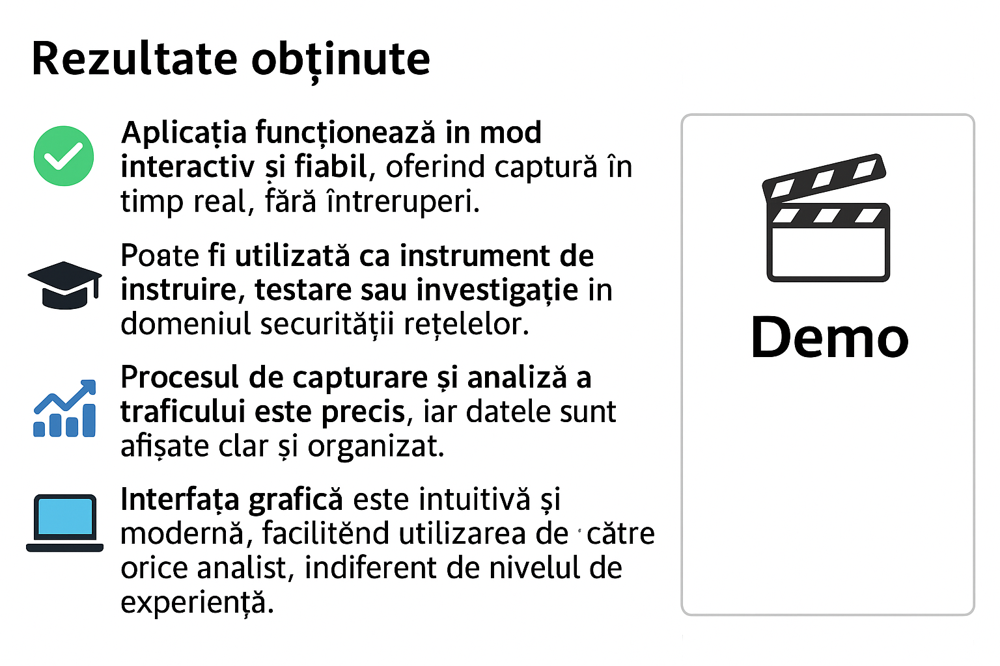 Rezultate obținute
Aplicația funcționează in mod
interactiv și fiabil, oferind captură în
timp real, fără întreruperi.
Poate fi utilizată ca instrument de
instruire, testare sau investigație in
domeniul securității rețelelor.
Procesul de capturare și analiză a
traficului este precis, iar datele sunt
afișate clar și organizat.
Interfața grafică este intuitivă și
modernă, facilitĕnd utilizarea de către
orice analist, indiferent de nivelul de
experiență.
Demo